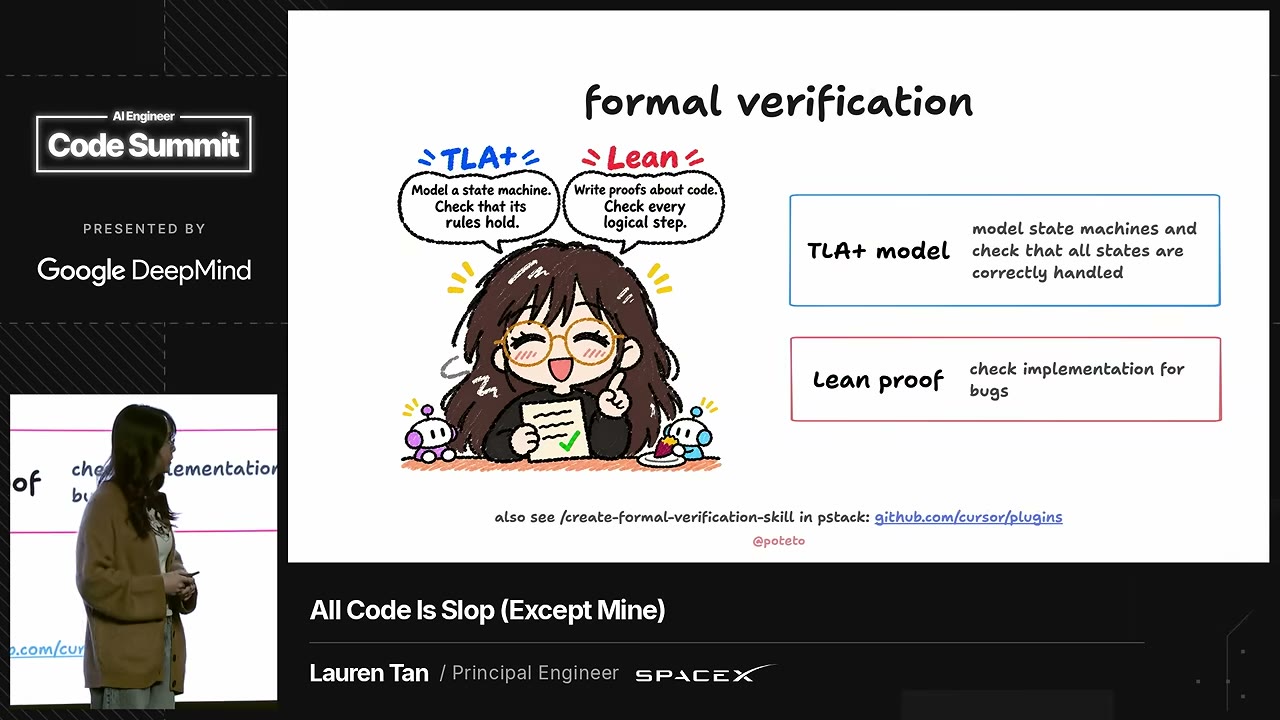 AI Engineer
Code Summit
PRESENTED BY
Google DeepMind
formal verification
TLA+
Lean
Model a state machine.
Check that its
rules hold.
Write proofs about code.
Check every
logical step.
TLA+ model
model state machines and
check that all states are
correctly handled
Lean proof
check implementation for
bugs
also see /create-formal-verification-skill in pstack: github.com/cursor/plugins
@poteto
of
All Code Is Slop (Except Mine)
Lauren Tan / Principal Engineer SPACEX